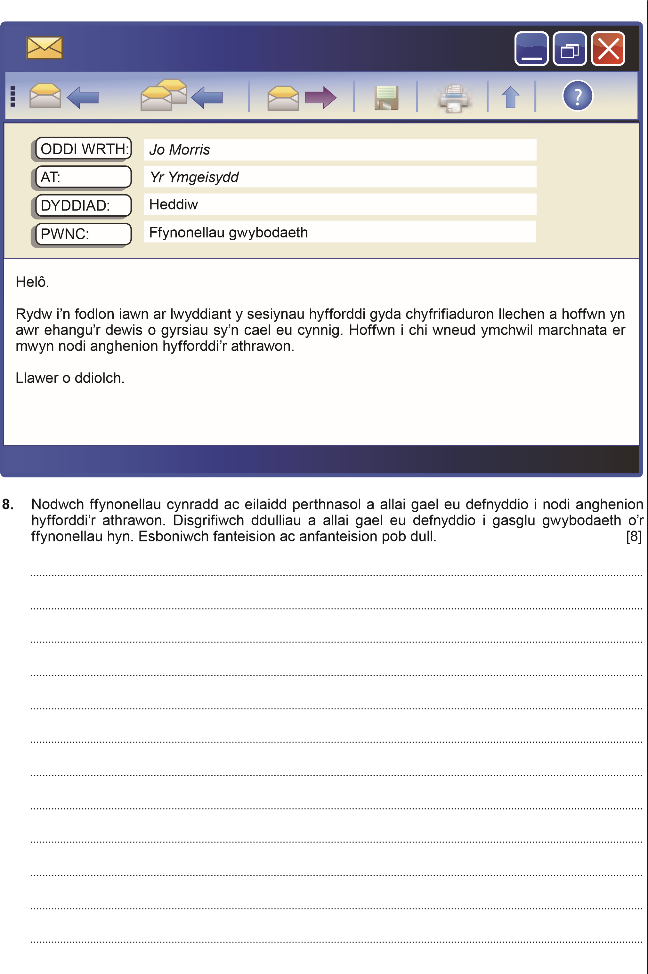 ?
ODDI WRTH: Jo Morris
AT: Yr Ymgeisydd
DYDDIAD: Heddiw
PWNC: Ffynonellau gwybodaeth
Helô.
Rydw i'n fodlon iawn ar lwyddiant y sesiynau hyfforddi gyda chyfrifiaduron llechen a hoffwn yn
awr ehangu'r dewis o gyrsiau sy'n cael eu cynnig. Hoffwn i chi wneud ymchwil marchnata er
mwyn nodi anghenion hyfforddi'r athrawon.
Llawer o ddiolch.
8. Nodwch ffynonellau cynradd ac eilaidd perthnasol a allai gael eu defnyddio i nodi anghenion
hyfforddi'r athrawon. Disgrifiwch ddulliau a allai gael eu defnyddio i gasglu gwybodaeth o'r
ffynonellau hyn. Esboniwch fanteision ac anfanteision pob dull. [8]